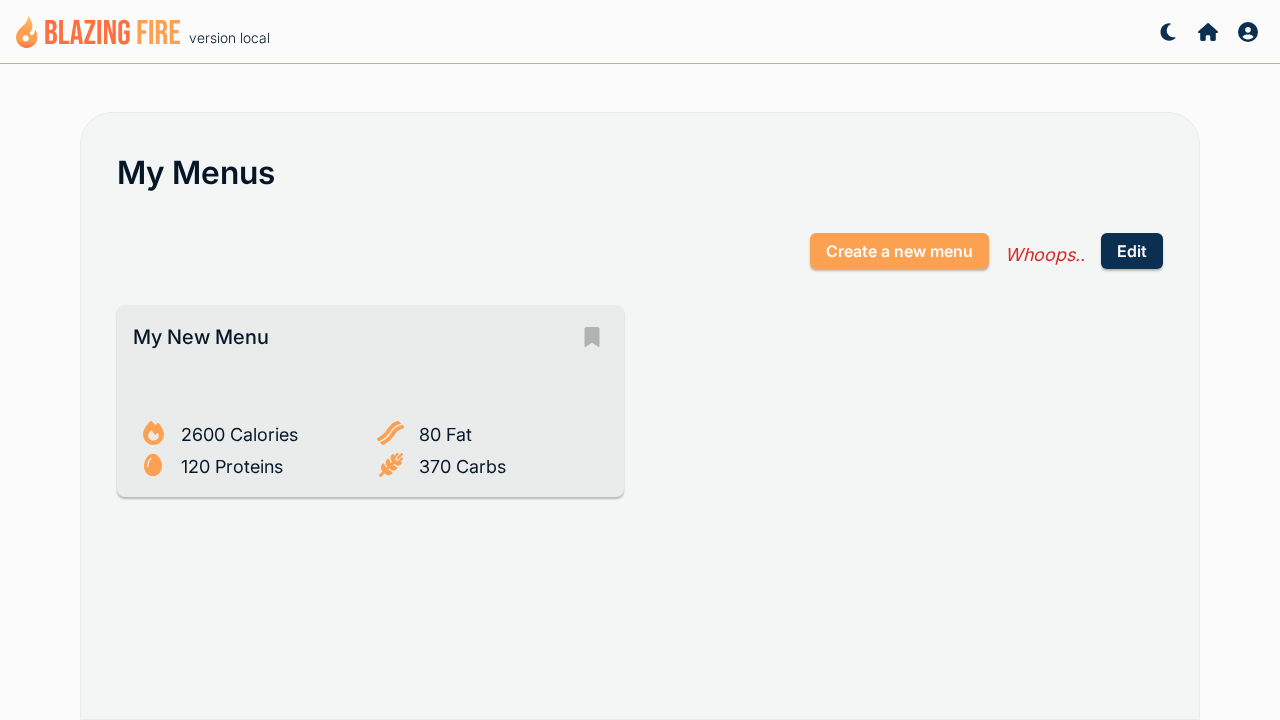 BLAZING FIRE version local
My Menus
Create a new menu Whoops.. Edit
My New Menu
2600 Calories 80 Fat
120 Proteins 370 Carbs